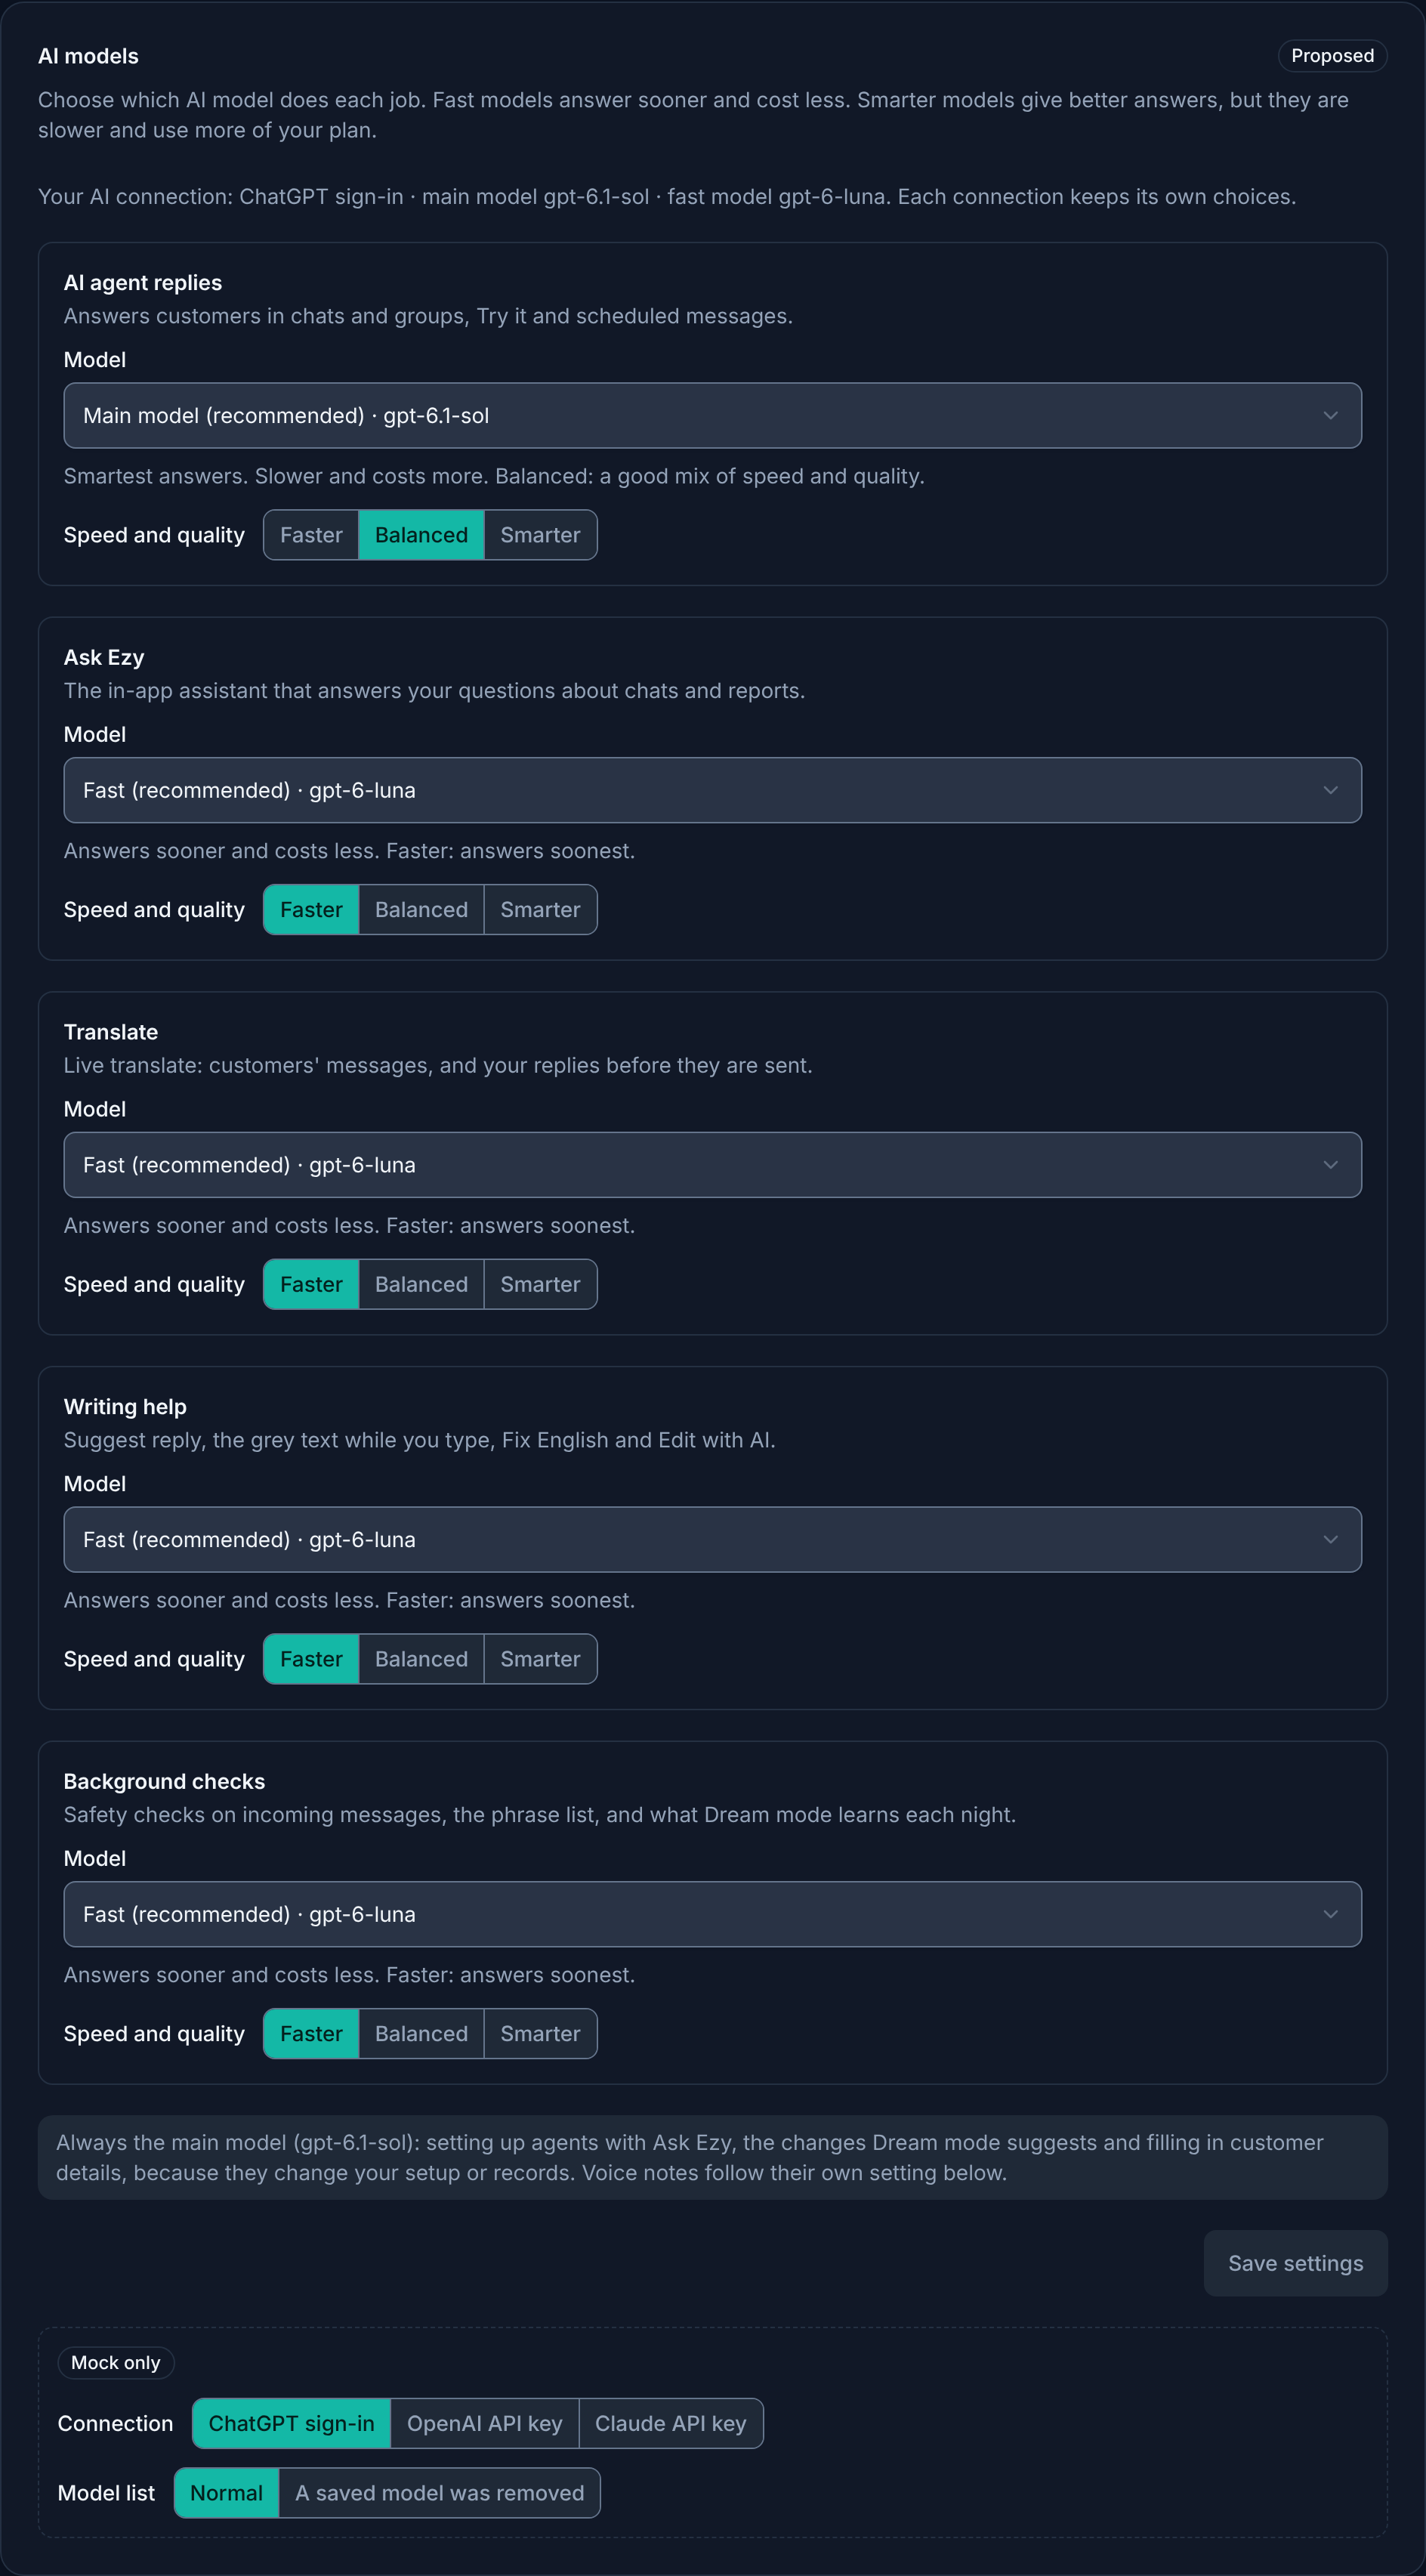 AI models
Proposed
Choose which AI model does each job. Fast models answer sooner and cost less. Smarter models give better answers, but they are
slower and use more of your plan.
Your AI connection: ChatGPT sign-in · main model gpt-6.1-sol · fast model gpt-6-luna. Each connection keeps its own choices.
AI agent replies
Answers customers in chats and groups, Try it and scheduled messages.
Model
Main model (recommended) · gpt-6.1-sol
Smartest answers. Slower and costs more. Balanced: a good mix of speed and quality.
Speed and quality Faster Balanced Smarter
Ask Ezy
The in-app assistant that answers your questions about chats and reports.
Model
Fast (recommended) · gpt-6-luna
Answers sooner and costs less. Faster: answers soonest.
Speed and quality Faster Balanced Smarter
Translate
Live translate: customers' messages, and your replies before they are sent.
Model
Fast (recommended) · gpt-6-luna
Answers sooner and costs less. Faster: answers soonest.
Speed and quality Faster Balanced Smarter
Writing help
Suggest reply, the grey text while you type, Fix English and Edit with AI.
Model
Fast (recommended) · gpt-6-luna
Answers sooner and costs less. Faster: answers soonest.
Speed and quality Faster Balanced Smarter
Background checks
Safety checks on incoming messages, the phrase list, and what Dream mode learns each night.
Model
Fast (recommended) · gpt-6-luna
Answers sooner and costs less. Faster: answers soonest.
Speed and quality Faster Balanced Smarter
Always the main model (gpt-6.1-sol): setting up agents with Ask Ezy, the changes Dream mode suggests and filling in customer
details, because they change your setup or records. Voice notes follow their own setting below.
Save settings
Mock only
Connection ChatGPT sign-in OpenAI API key Claude API key
Model list Normal A saved model was removed